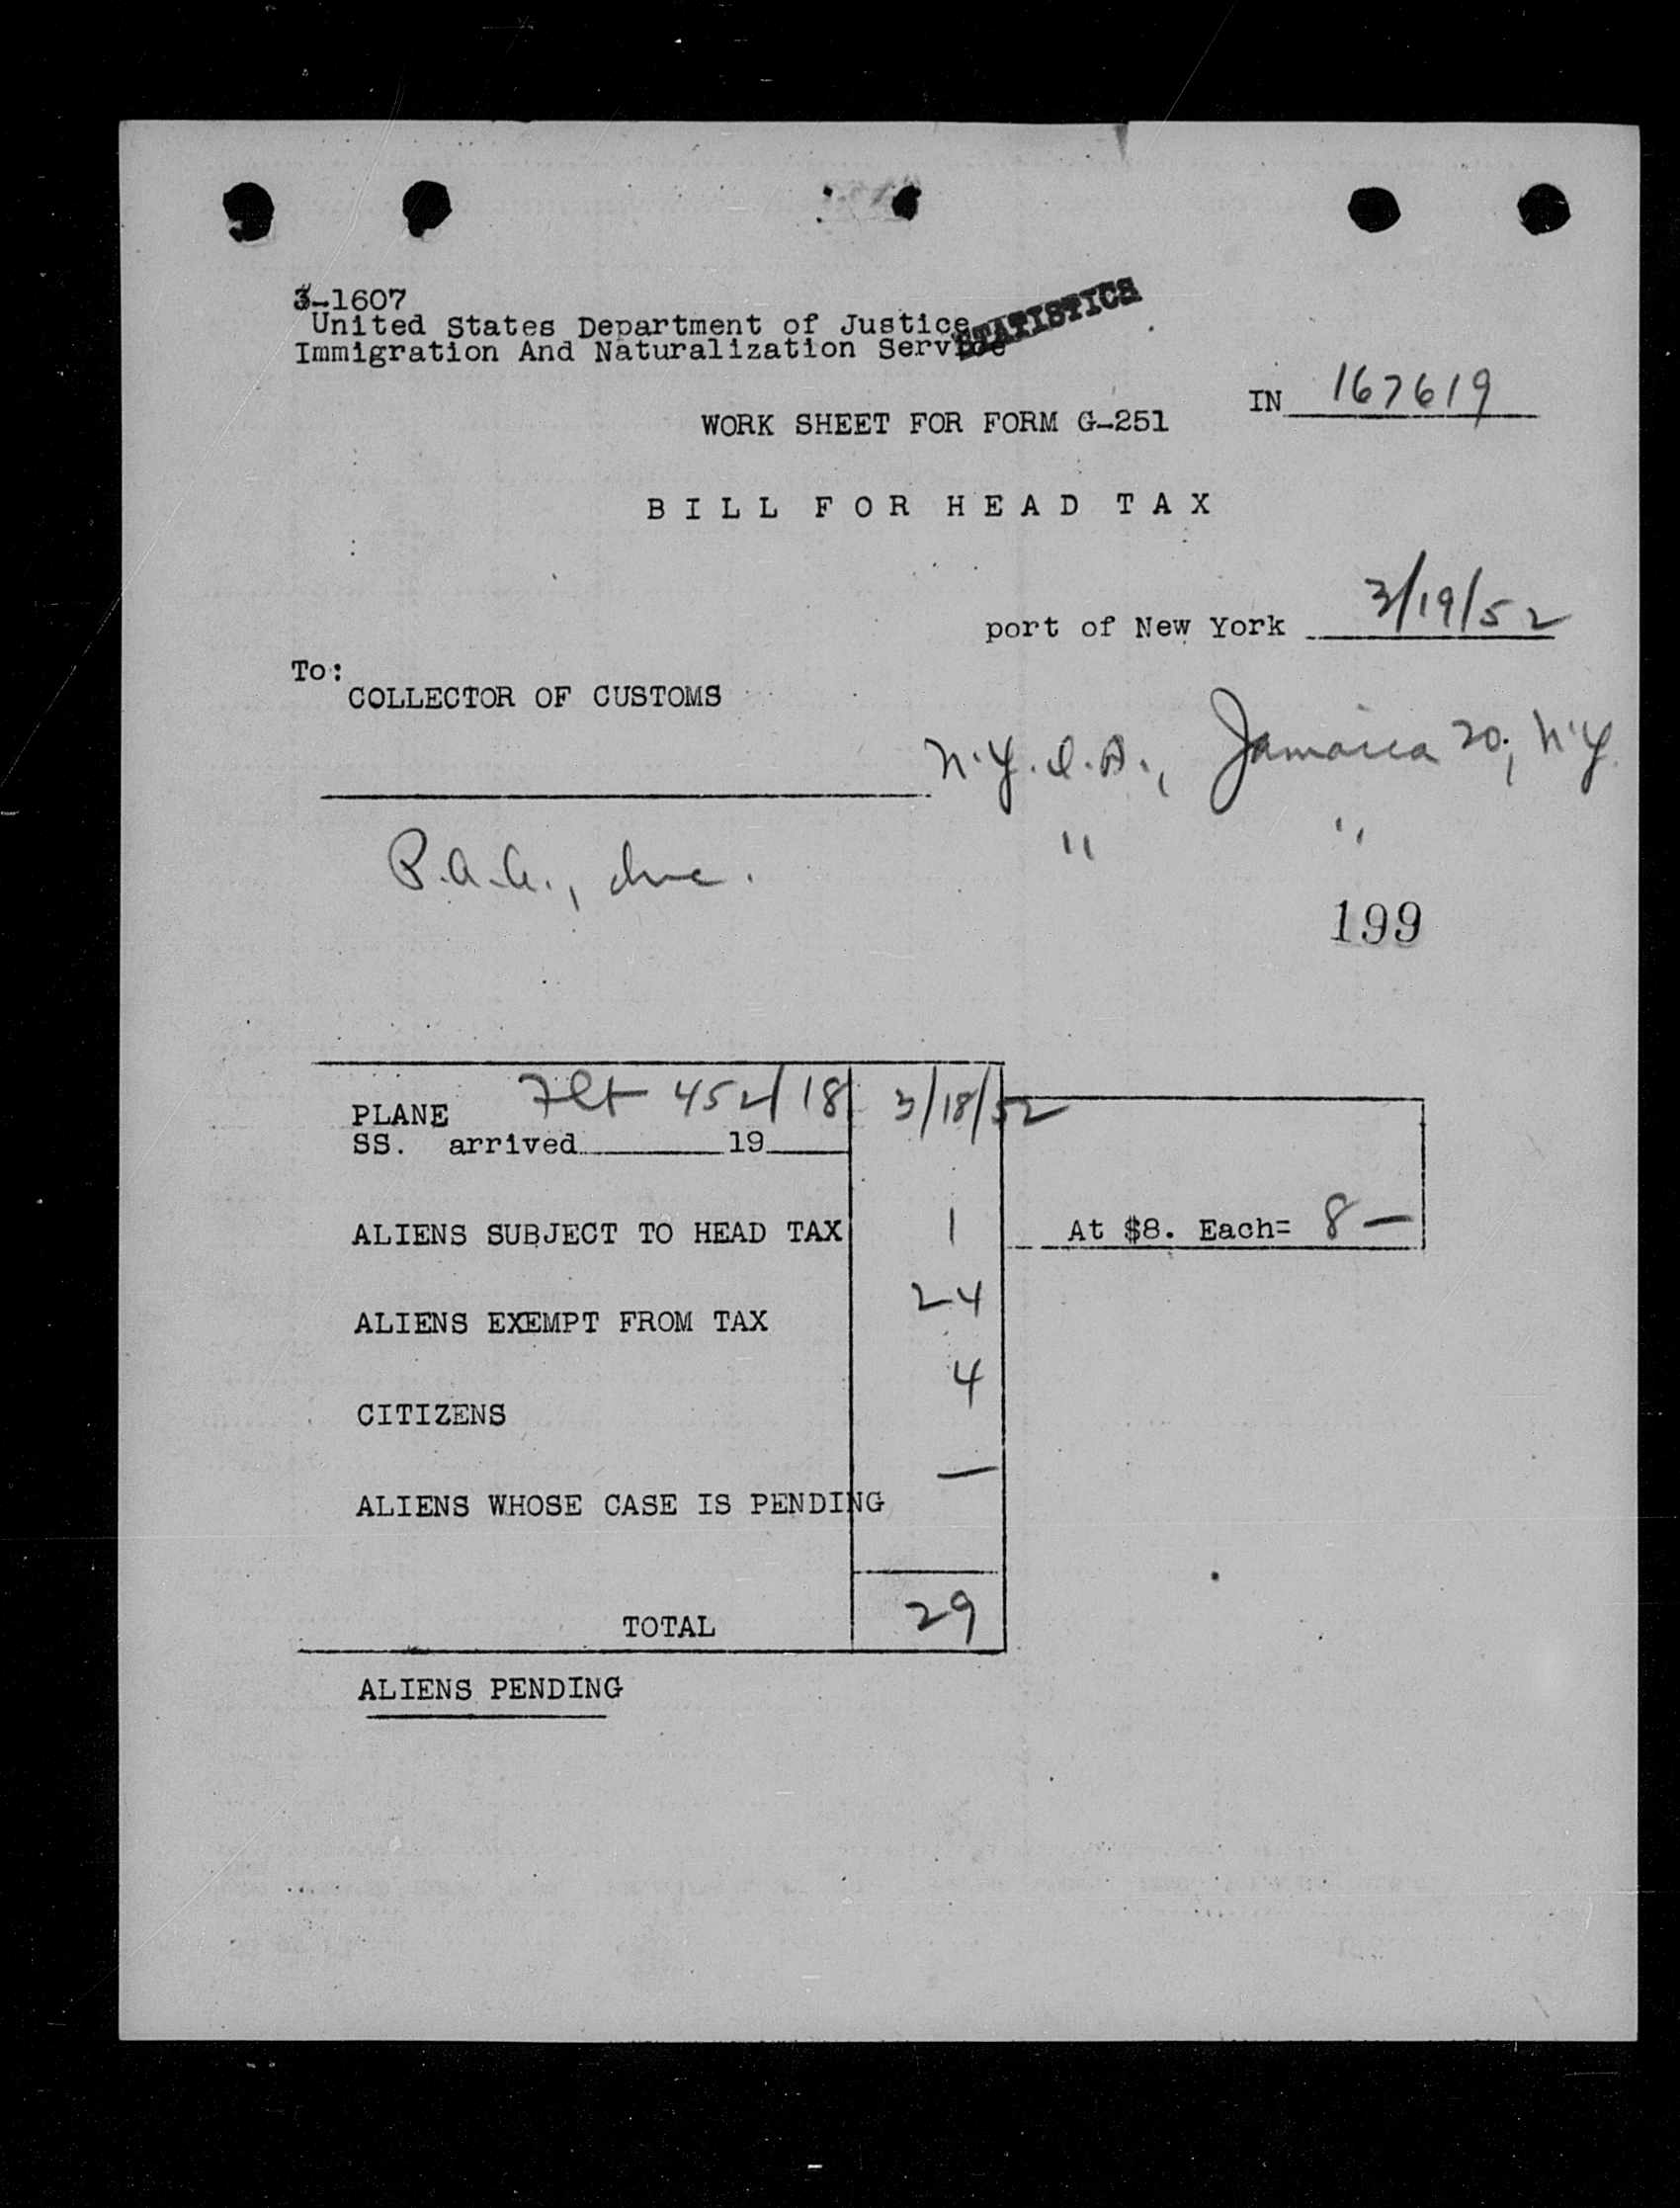 3-1607
United States Department of Justice
Immigration And Naturalization Service
STATISTICS
IN 167619
WORK SHEET FOR FORM G-251
BILL FOR HEAD TAX
port of New York 3/19/52
To:
COLLECTOR OF CUSTOMS
N.Y.I.A., Jamaica 20, N.Y.
P.A.A., Inc. " "
199
PLANE Flt 452/18 3/18/52
SS. arrived 19
ALIENS SUBJECT TO HEAD TAX 1 At $8. Each= 8 —
ALIENS EXEMPT FROM TAX 24
CITIZENS 4
ALIENS WHOSE CASE IS PENDING —
TOTAL 29
ALIENS PENDING